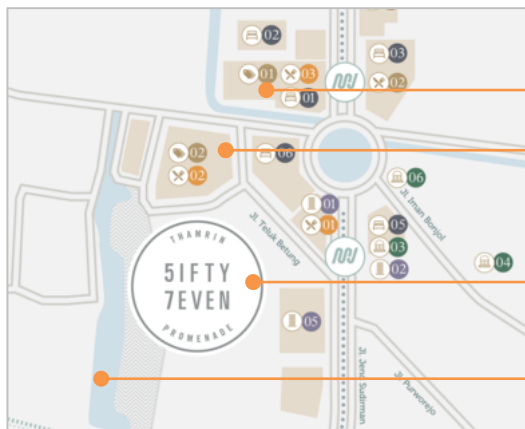 02
03
01
03
02
01
02
06
02
06
01
Jl. Iman Bonjol
01
05
Jl. Teluk Betung
03
04
02
THAMRIN
5IFTY
7EVEN
PROMENADE
05
Jl. Jend Sudirman
Jl. Purworejo